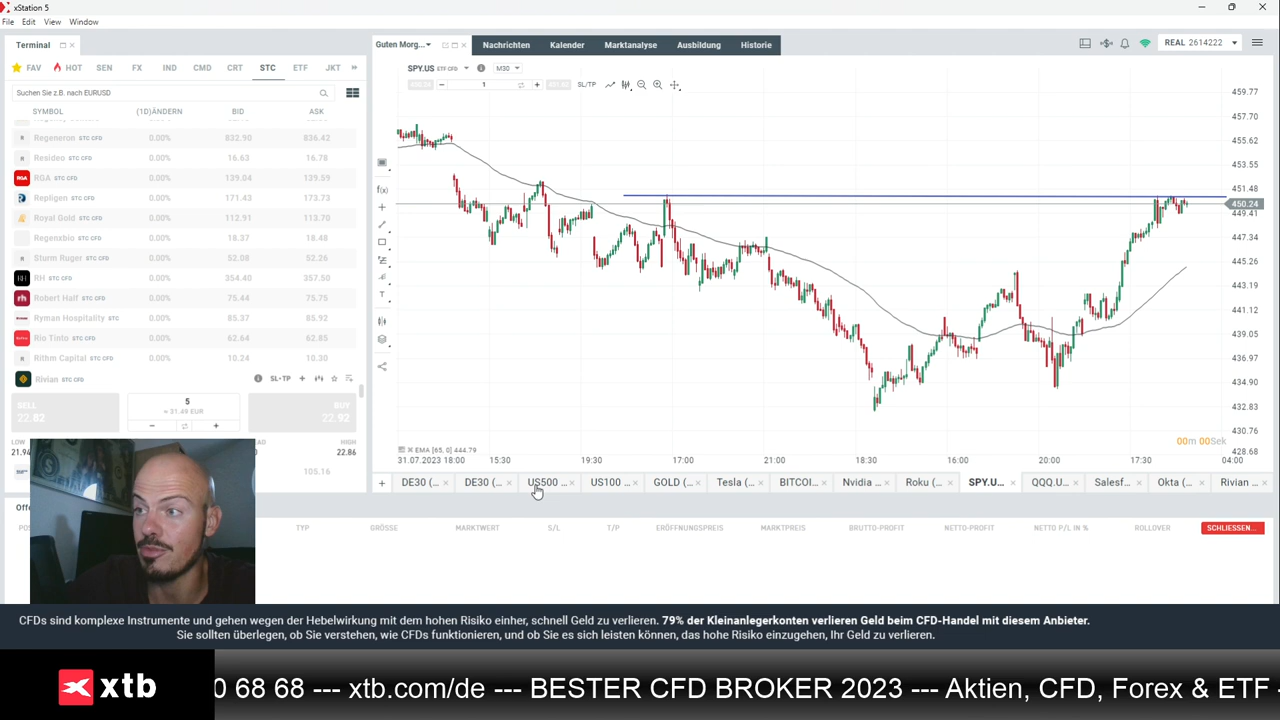 xStation 5
File Edit View Window
Terminal
Guten Morg...
Nachrichten Kalender Marktanalyse Ausbildung Historie
REAL 2614222
FAV HOT SEN FX IND CMD CRT STC ETF JKT
SPY.US ETF CFD M30
Suchen Sie z.B. nach EURUSD
1 SL/TP
SYMBOL (1D)ÄNDERN BID ASK
Regeneron STC CFD 0.00% 832.90 836.42
Resideo STC CFD 0.00% 16.63 16.78
RGA STC CFD 0.00% 139.04 139.59
Repligen STC CFD 0.00% 171.43 173.73
Royal Gold STC CFD 0.00% 112.91 113.70
Regenxbio STC CFD 0.00% 18.37 18.48
Sturm Ruger STC CFD 0.00% 52.08 52.26
RH STC CFD 0.00% 354.40 357.50
Robert Half STC CFD 0.00% 75.44 75.75
Ryman Hospitality STC 0.00% 85.37 85.92
Rio Tinto STC CFD 0.00% 62.64 62.85
Rithm Capital STC CFD 0.00% 10.24 10.30
Rivian STC CFD SL+TP
SELL 22.82
5
≈ 31.49 EUR
BUY 22.92
LOW HIGH
21.94 22.86
105.16
459.77
457.70
455.62
453.55
451.48
450.24
449.41
447.34
445.26
443.19
441.12
439.05
436.97
434.90
432.83
430.76
428.68
00m 00Sek
EMA [65, 0] 444.79
31.07.2023 18:00 15:30 19:30 17:00 21:00 18:30 16:00 20:00 17:30 04:00
DE30 (... DE30 (... US500 ... US100 ... GOLD (... Tesla (... BITCOI... Nvidia ... Roku (... SPY.U... QQQ.U... Salesf... Okta (... Rivian ...
TYP GRÖSSE MARKTWERT S/L T/P ERÖFFNUNGSPREIS MARKTPREIS BRUTTO-PROFIT NETTO-PROFIT NETTO P/L IN % ROLLOVER SCHLIESSEN...
CFDs sind komplexe Instrumente und gehen wegen der Hebelwirkung mit dem hohen Risiko einher, schnell Geld zu verlieren. 79% der Kleinanlegerkonten verlieren Geld beim CFD-Handel mit diesem Anbieter.
Sie sollten überlegen, ob Sie verstehen, wie CFDs funktionieren, und ob Sie es sich leisten können, das hohe Risiko einzugehen, Ihr Geld zu verlieren.
xtb
0 68 68 --- xtb.com/de --- BESTER CFD BROKER 2023 --- Aktien, CFD, Forex & ETF -